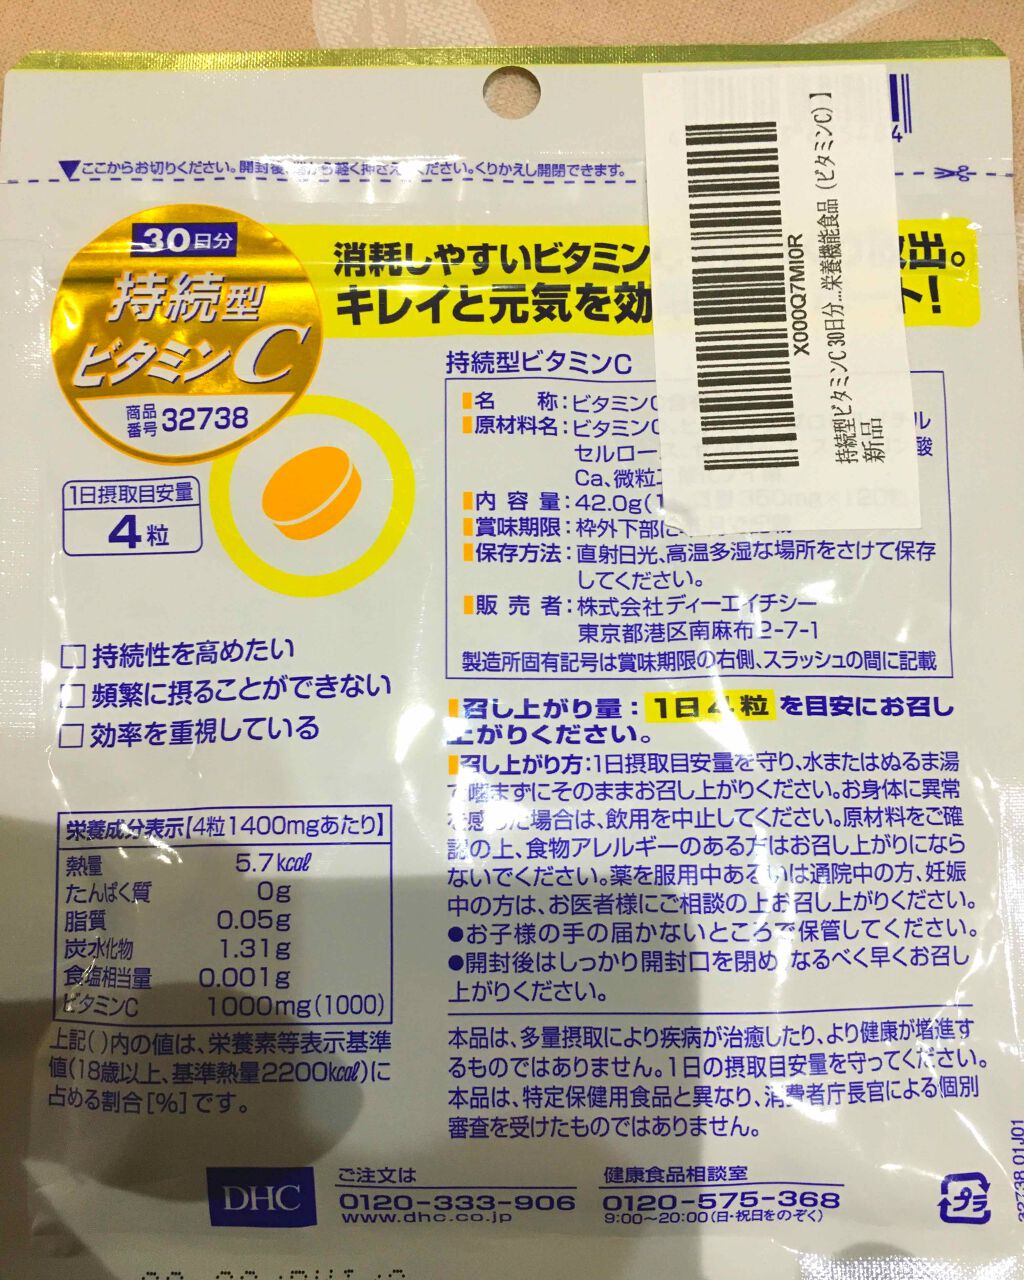 ▼ここからお切りください。開封後、から軽く押さえください。くりかえし開閉できます。
4
30日分
持続型
ビタミンC
商品番号 32738
消耗しやすいビタミン
出。
キレイと元気を効
ト!
X000Q7MI0R
持続型ビタミンC 30日分...栄養機能食品(ビタミンC)】
新品
1日摂取目安量
4粒
持続型ビタミンC
名 称:ビタミンC
原材料名:ビタミンC
セルロー
酸
Ca、微粒
内 容 量:42.0g(1
賞味期限:枠外下部に
保存方法:直射日光、高温多湿な場所をさけて保存
してください。
販 売 者:株式会社ディーエイチシー
東京都港区南麻布2-7-1
製造所固有記号は賞味期限の右側、スラッシュの間に記載
□ 持続性を高めたい
□ 頻繁に摂ることができない
□ 効率を重視している
召し上がり量:1日4粒を目安にお召し
上がりください。
召し上がり方:1日摂取目安量を守り、水またはぬるま湯
で噛まずにそのままお召し上がりください。お身体に異常
を感じた場合は、飲用を中止してください。原材料をご確
認の上、食物アレルギーのある方はお召し上がりになら
ないでください。薬を服用中あるいは通院中の方、妊娠
中の方は、お医者様にご相談の上お召し上がりください。
●お子様の手の届かないところで保管してください。
●開封後はしっかり開封口を閉め、なるべく早くお召し
上がりください。
栄養成分表示[4粒1400mgあたり]
熱量 5.7kcal
たんぱく質 0g
脂質 0.05g
炭水化物 1.31g
食塩相当量 0.001g
ビタミンC 1000mg(1000)
上記( )内の値は、栄養素等表示基準
値(18歳以上、基準熱量2200kcal)に
占める割合[%]です。
本品は、多量摂取により疾病が治癒したり、より健康が増進す
るものではありません。1日の摂取目安量を守ってください。
本品は、特定保健用食品と異なり、消費者庁長官による個別
審査を受けたものではありません。
DHC
ご注文は
0120-333-906
www.dhc.co.jp
健康食品相談室
0120-575-368
9:00〜20:00(日・祝日をのぞく)
プラ
32738 01J01